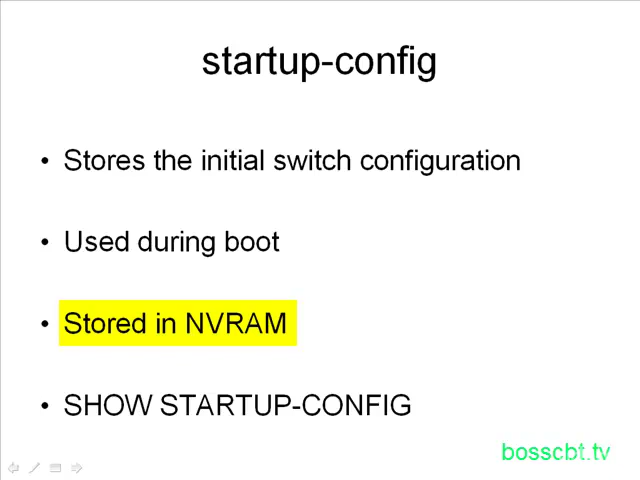 startup-config
• Stores the initial switch configuration
• Used during boot
• Stored in NVRAM
• SHOW STARTUP-CONFIG
bosscbt.tv